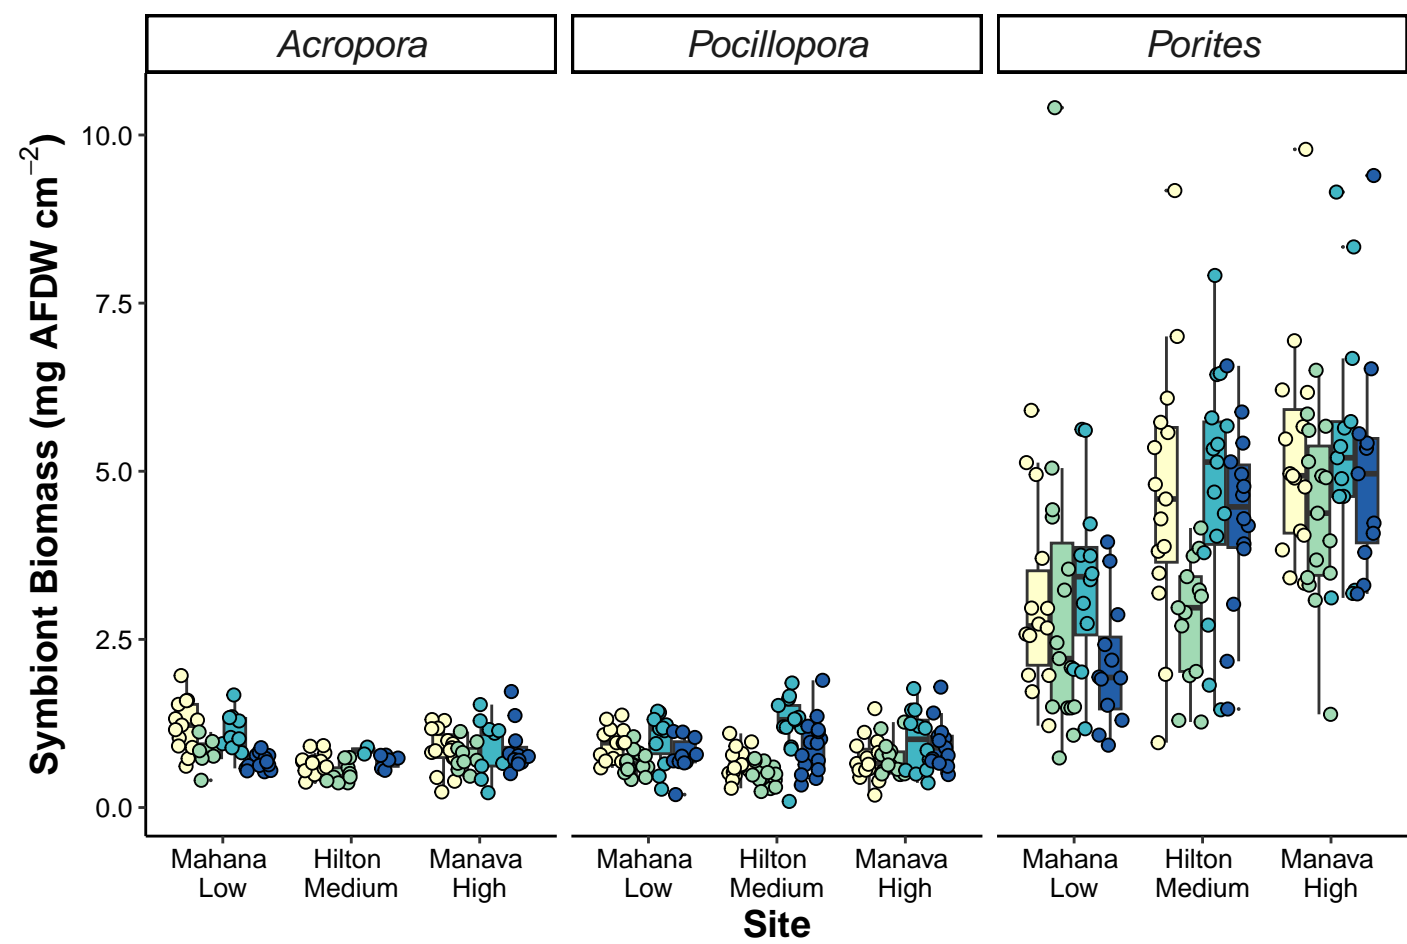 Acropora
Pocillopora
Porites
Symbiont Biomass (mg AFDW cm⁻²)
10.0
7.5
5.0
2.5
0.0
Mahana Low
Hilton Medium
Manava High
Mahana Low
Hilton Medium
Manava High
Mahana Low
Hilton Medium
Manava High
Site